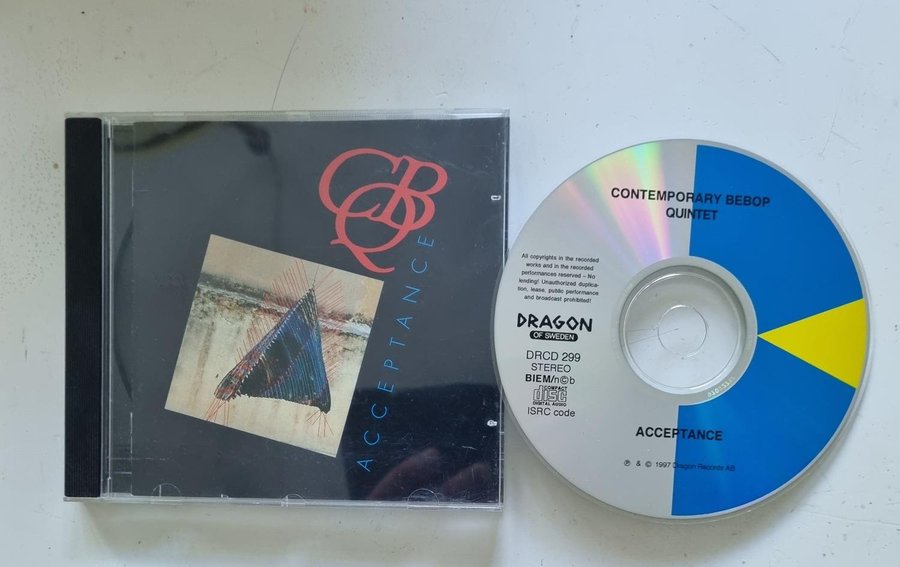 CBQ
ACCEPTANCE
CONTEMPORARY BEBOP
QUINTET
All copyrights in the recorded
works and in the recorded
performances reserved – No
lending! Unauthorized duplica-
tion, lease, public performance
and broadcast prohibited!
DRAGON
OF SWEDEN
DRCD 299
STEREO
BIEM/n©b
COMPACT
disc
DIGITAL AUDIO
ISRC code
ACCEPTANCE
℗ & © 1997 Dragon Records AB